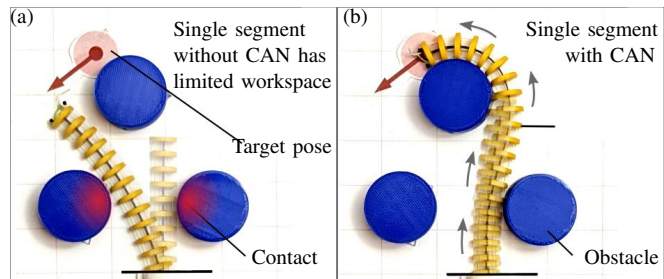 (a)
Single segment
without CAN has
limited workspace
Target pose
Contact
(b)
Single segment
with CAN
Obstacle